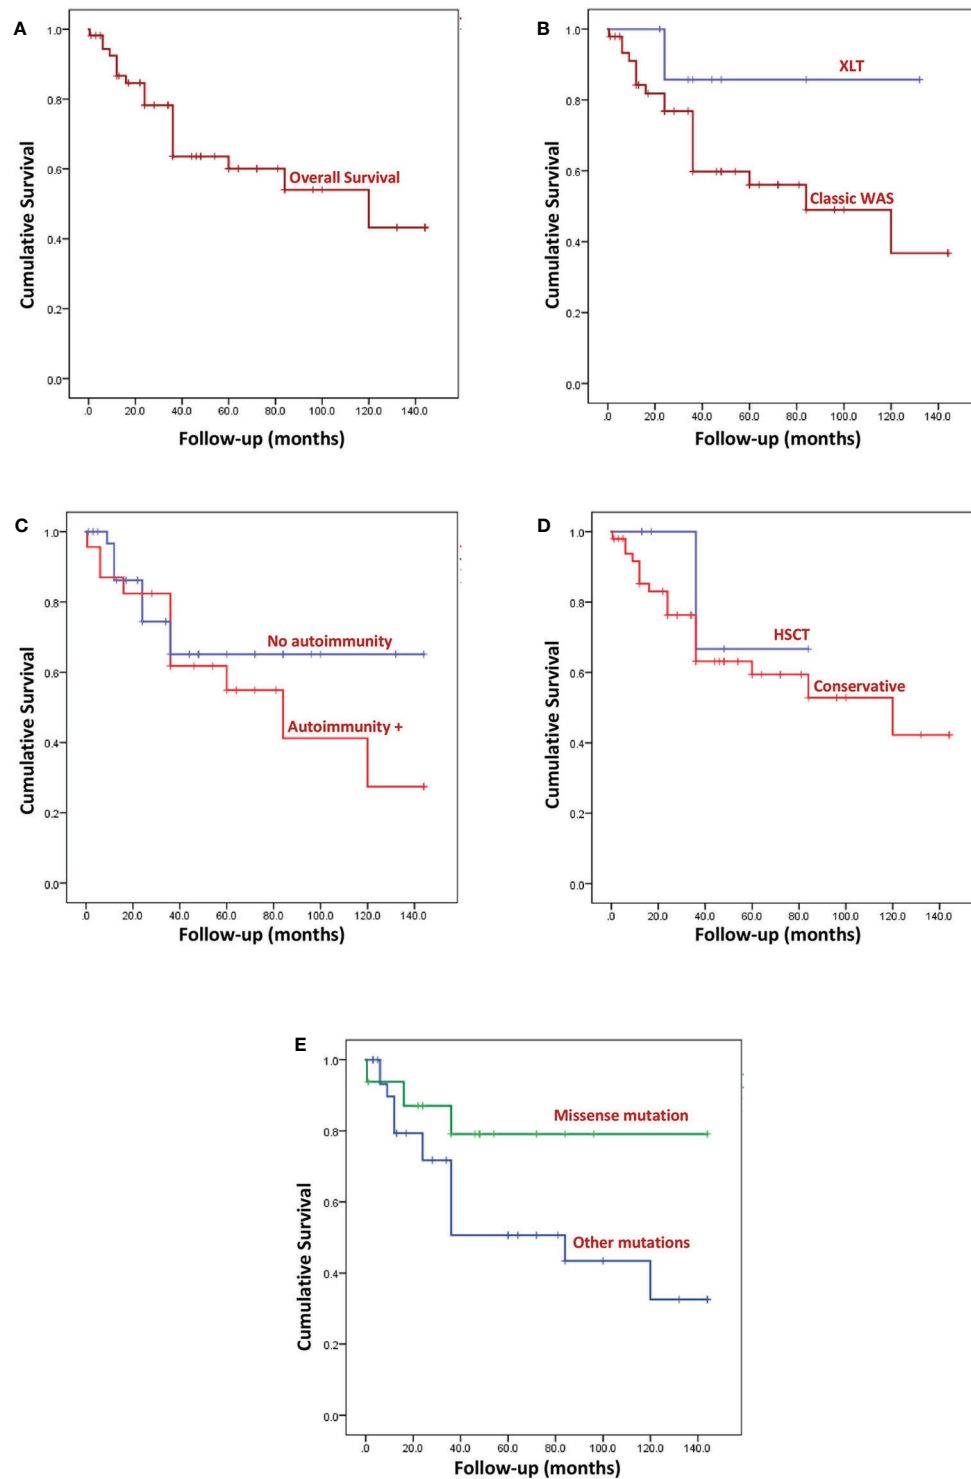 A
1.0
0.8
0.6
0.4
0.2
0.0
Cumulative Survival
Overall Survival
.0 20.0 40.0 60.0 80.0 100.0 120.0 140.0
Follow-up (months)
B
1.0
0.8
0.6
0.4
0.2
0.0
Cumulative Survival
XLT
Classic WAS
.0 20.0 40.0 60.0 80.0 100.0 120.0 140.0
Follow-up (months)
C
1.0
0.8
0.6
0.4
0.2
0.0
Cumulative Survival
No autoimmunity
Autoimmunity +
.0 20.0 40.0 60.0 80.0 100.0 120.0 140.0
Follow-up (months)
D
1.0
0.8
0.6
0.4
0.2
0.0
Cumulative Survival
HSCT
Conservative
.0 20.0 40.0 60.0 80.0 100.0 120.0 140.0
Follow-up (months)
E
1.0
0.8
0.6
0.4
0.2
0.0
Cumulative Survival
Missense mutation
Other mutations
.0 20.0 40.0 60.0 80.0 100.0 120.0 140.0
Follow-up (months)